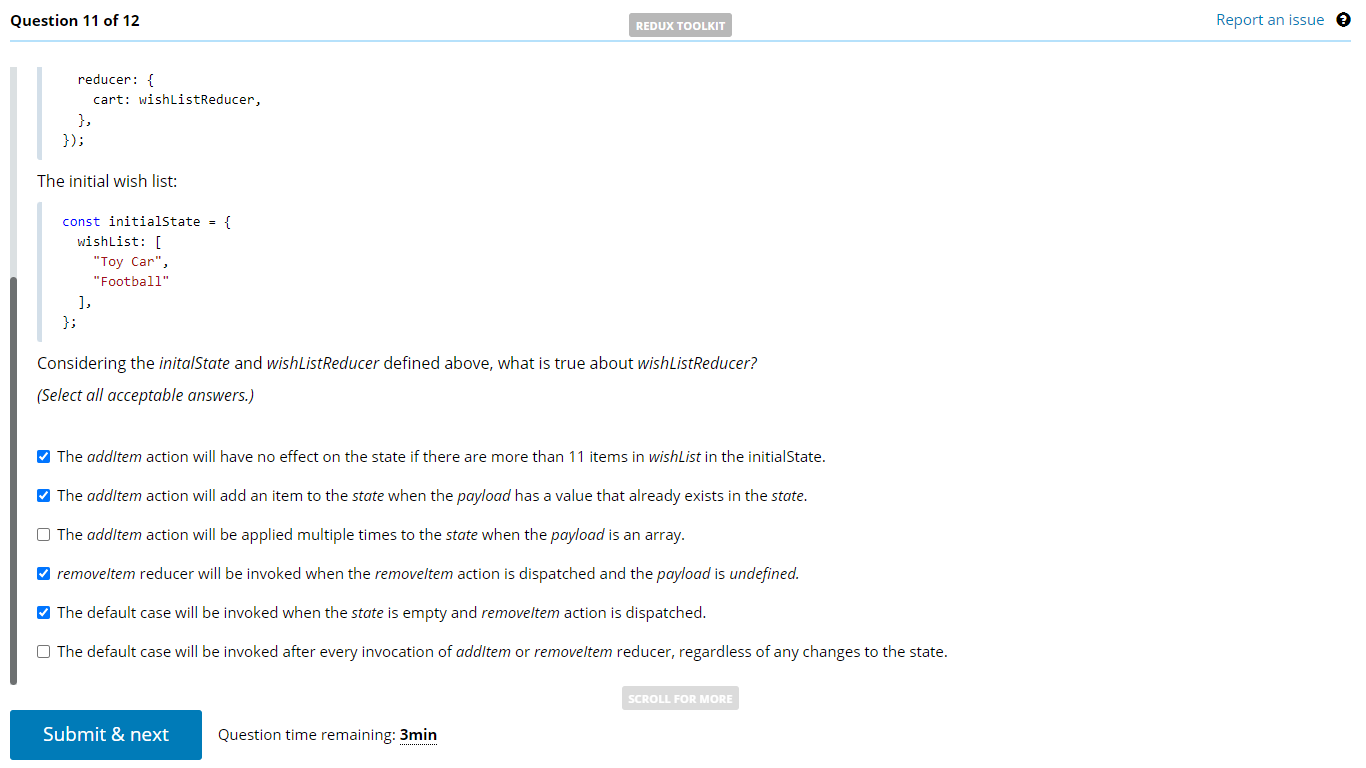 Question 11 of 12
REDUX TOOLKIT
Report an issue ?
reducer: {
cart: wishListReducer,
},
});
The initial wish list:
const initialState = {
wishList: [
"Toy Car",
"Football"
],
};
Considering the initalState and wishListReducer defined above, what is true about wishListReducer?
(Select all acceptable answers.)
The addItem action will have no effect on the state if there are more than 11 items in wishList in the initialState.
The addItem action will add an item to the state when the payload has a value that already exists in the state.
The addItem action will be applied multiple times to the state when the payload is an array.
removeItem reducer will be invoked when the removeItem action is dispatched and the payload is undefined.
The default case will be invoked when the state is empty and removeItem action is dispatched.
The default case will be invoked after every invocation of addItem or removeItem reducer, regardless of any changes to the state.
SCROLL FOR MORE
Submit & next
Question time remaining: 3min